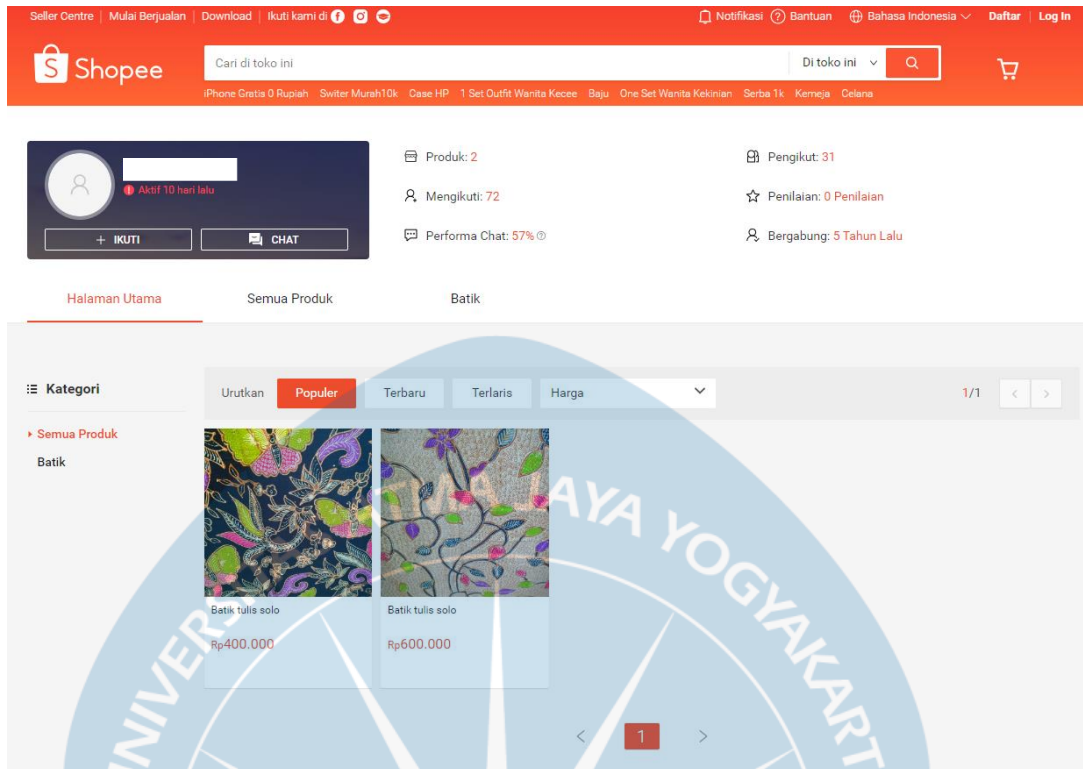 Seller Centre | Mulai Berjualan | Download | Ikuti kami di
Notifikasi Bantuan Bahasa Indonesia Daftar | Log In
Shopee
Cari di toko ini
Di toko ini
iPhone Gratis 0 Rupiah Switer Murah10k Case HP 1 Set Outfit Wanita Kecee Baju One Set Wanita Kekinian Serba 1k Kemeja Celana
Aktif 10 hari lalu
+ IKUTI
CHAT
Produk: 2
Pengikut: 31
Mengikuti: 72
Penilaian: 0 Penilaian
Performa Chat: 57%
Bergabung: 5 Tahun Lalu
Halaman Utama
Semua Produk
Batik
Kategori
Semua Produk
Batik
Urutkan
Populer
Terbaru
Terlaris
Harga
1/1
Batik tulis solo
Rp400.000
Batik tulis solo
Rp600.000
1
JAYA YOGYAKART